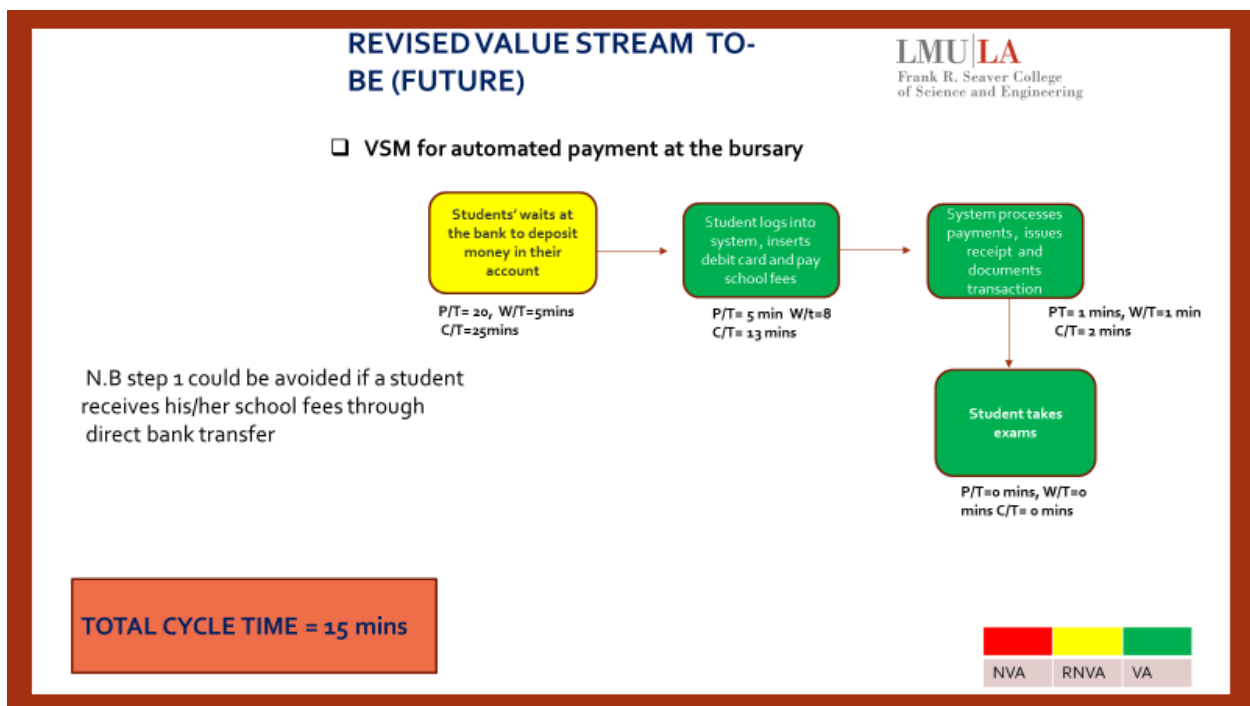 REVISED VALUE STREAM TO-
BE (FUTURE)
LMU|LA
Frank R. Seaver College
of Science and Engineering
❑ VSM for automated payment at the bursary
Students' waits at
the bank to deposit
money in their
account
P/T= 20, W/T=5mins
C/T=25mins
Student logs into
system , inserts
debit card and pay
school fees
P/T= 5 min W/t=8
C/T= 13 mins
System processes
payments , issues
receipt and
documents
transaction
PT= 1 mins, W/T=1 min
C/T= 2 mins
N.B step 1 could be avoided if a student
receives his/her school fees through
direct bank transfer
Student takes
exams
P/T=0 mins, W/T=0
mins C/T= 0 mins
TOTAL CYCLE TIME = 15 mins
NVA RNVA VA